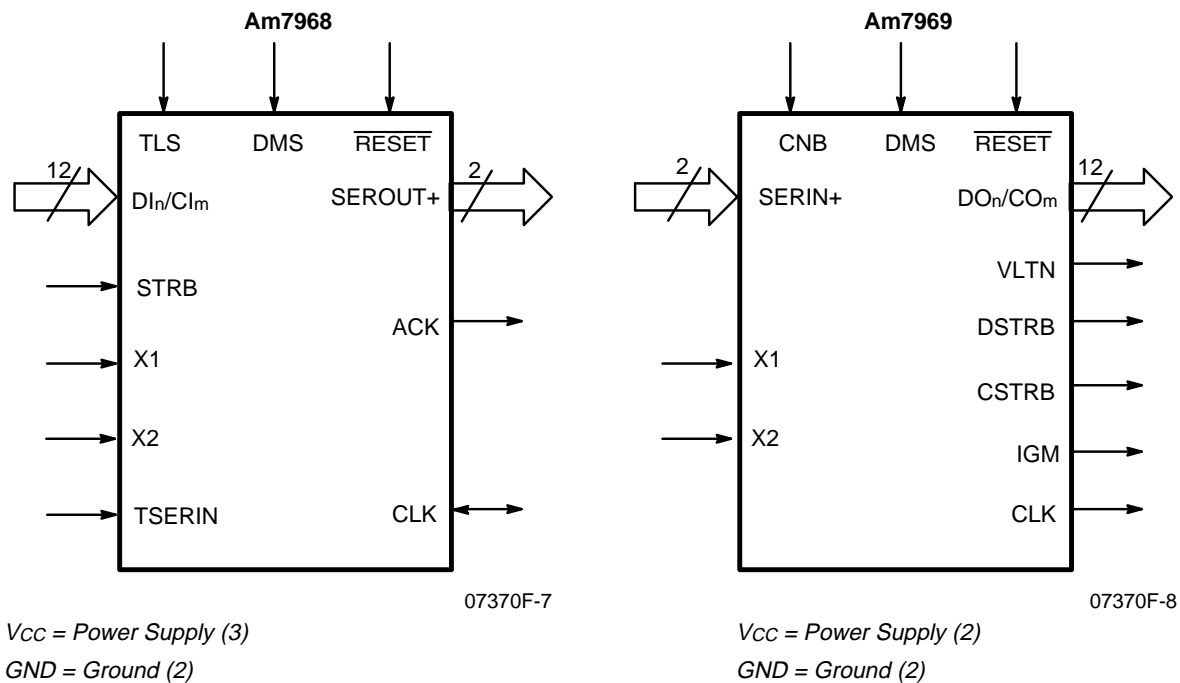 Am7968
TLS DMS RESET
12
DIn/CIm
SEROUT+
2
STRB
ACK
X1
X2
TSERIN
CLK
07370F-7
VCC = Power Supply (3)
GND = Ground (2)
Am7969
CNB DMS RESET
2
SERIN+
DOn/COm
12
VLTN
DSTRB
X1
CSTRB
X2
IGM
CLK
07370F-8
VCC = Power Supply (2)
GND = Ground (2)